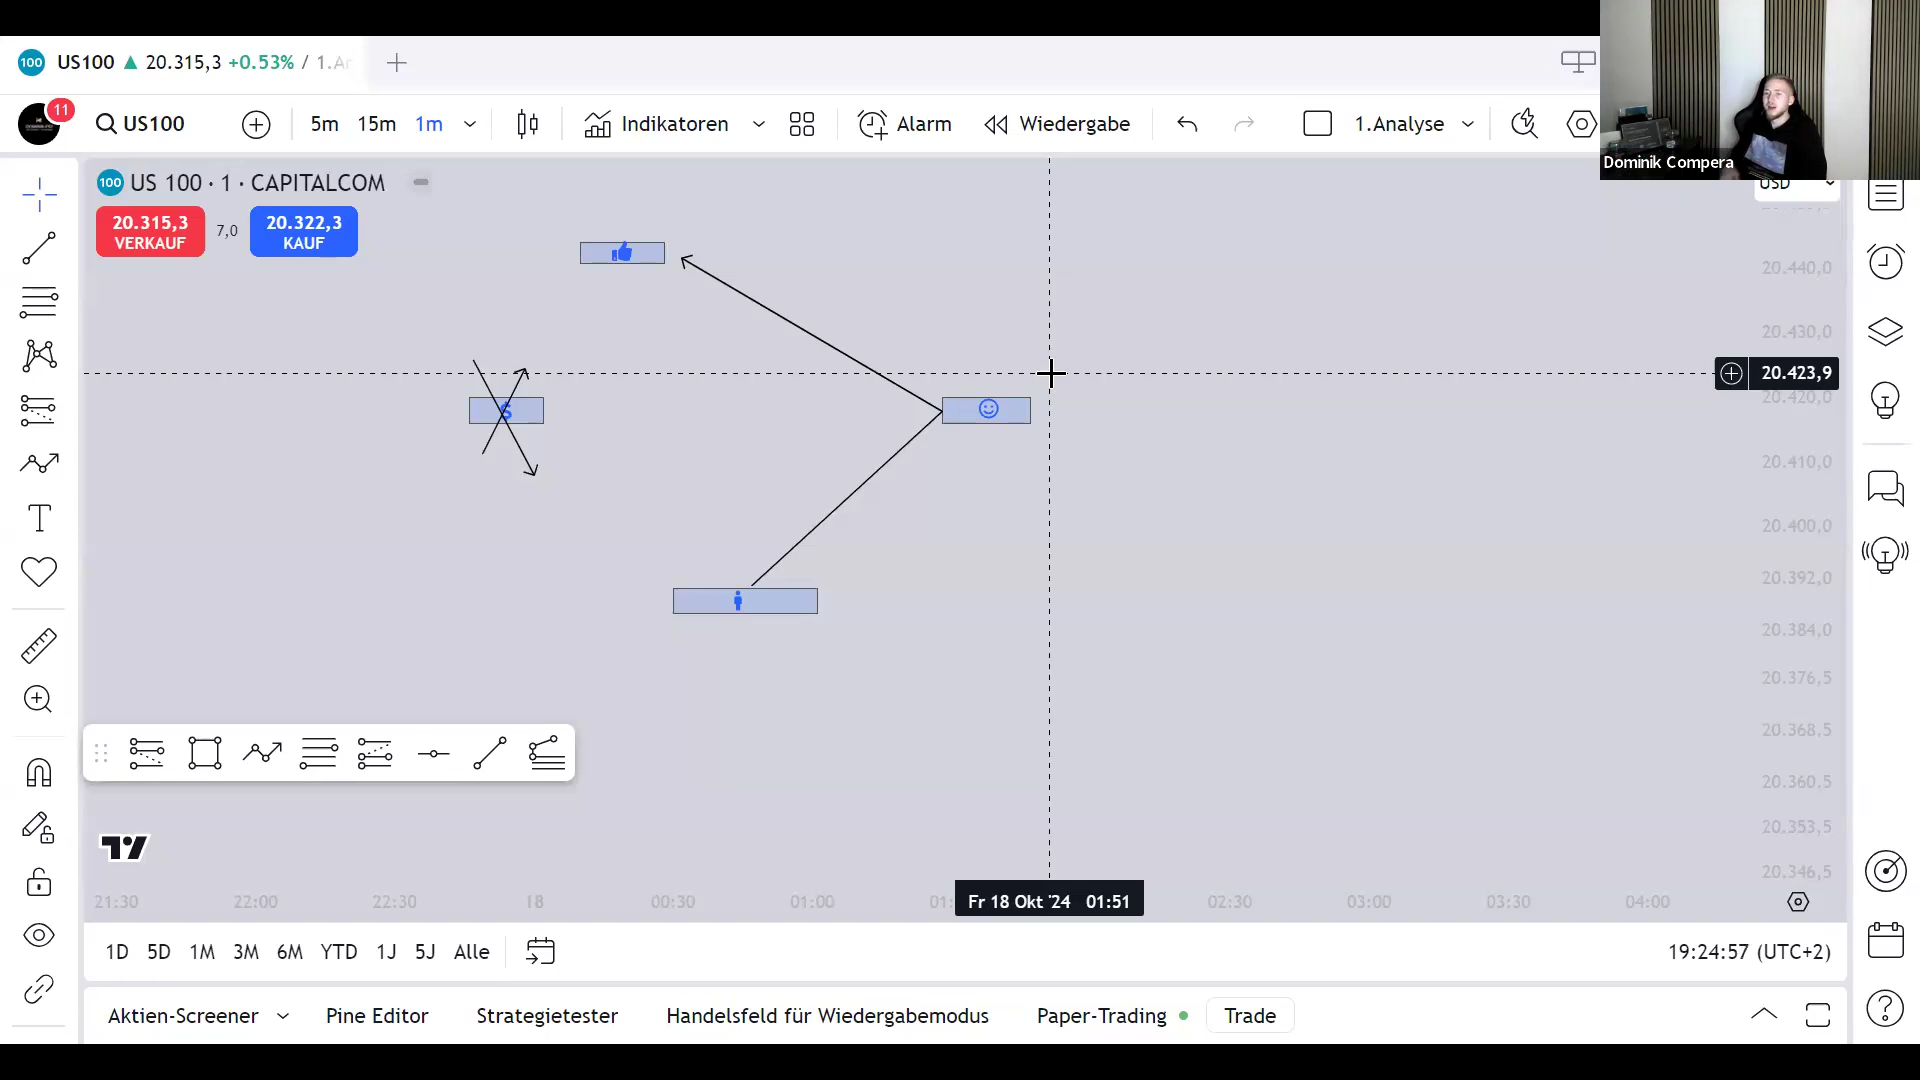 100 US100 20.315,3 +0.53% / 1.An
11 US100 5m 15m 1m Indikatoren Alarm Wiedergabe 1.Analyse
Dominik Compera
100 US 100 · 1 · CAPITALCOM
USD
20.315,3 VERKAUF
7,0
20.322,3 KAUF
20.440,0
20.430,0
20.423,9
20.420,0
$
20.410,0
20.400,0
20.392,0
20.384,0
20.376,5
20.368,5
20.360,5
20.353,5
20.346,5
21:30 22:00 22:30 18 00:30 01:00 Fr 18 Okt '24 01:51 02:30 03:00 03:30 04:00
1D 5D 1M 3M 6M YTD 1J 5J Alle
19:24:57 (UTC+2)
Aktien-Screener Pine Editor Strategietester Handelsfeld für Wiedergabemodus Paper-Trading Trade